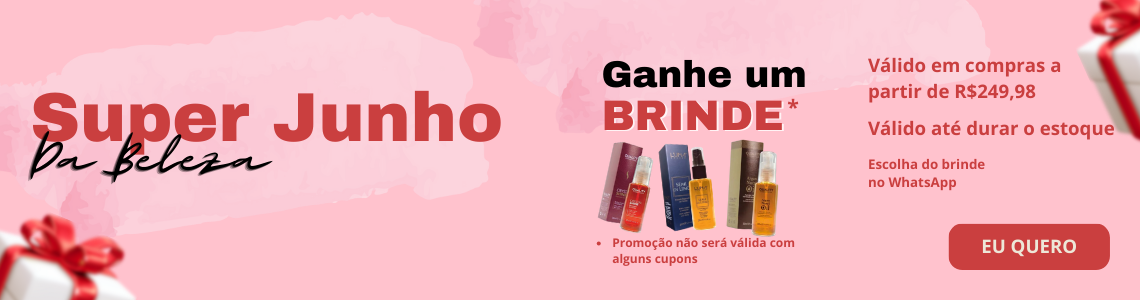 Super Junho
Da Beleza
Ganhe um
BRINDE*
Válido em compras a
partir de R$249,98
Válido até durar o estoque
Escolha do brinde
no WhatsApp
• Promoção não será válida com
alguns cupons
EU QUERO